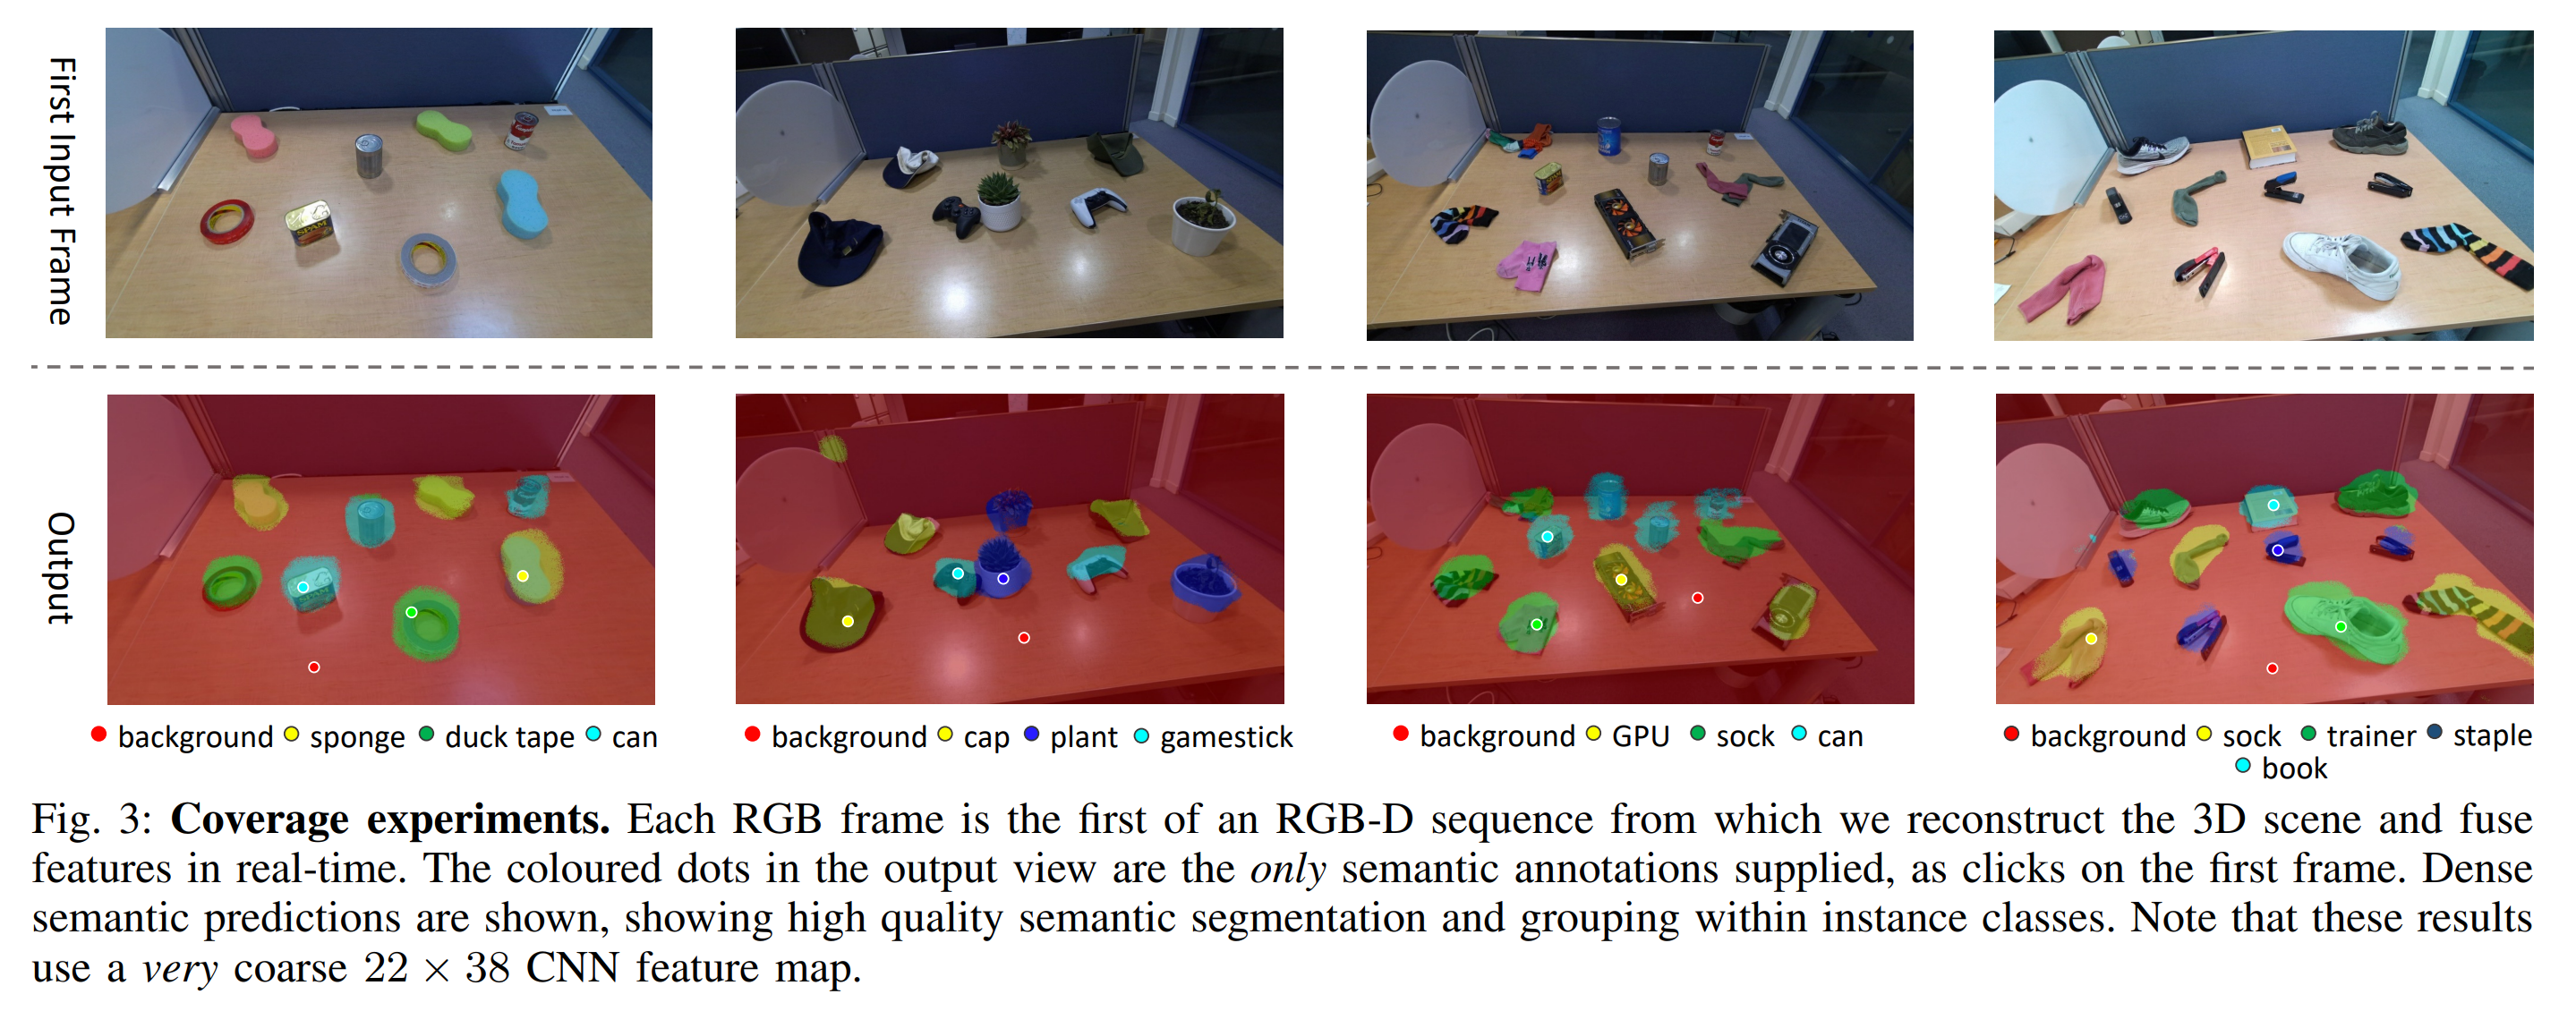 First Input Frame
SPAM
Output
background sponge duck tape can
background cap plant gamestick
background GPU sock can
background sock trainer staple
book
Fig. 3: Coverage experiments. Each RGB frame is the first of an RGB-D sequence from which we reconstruct the 3D scene and fuse
features in real-time. The coloured dots in the output view are the only semantic annotations supplied, as clicks on the first frame. Dense
semantic predictions are shown, showing high quality semantic segmentation and grouping within instance classes. Note that these results
use a very coarse 22 × 38 CNN feature map.